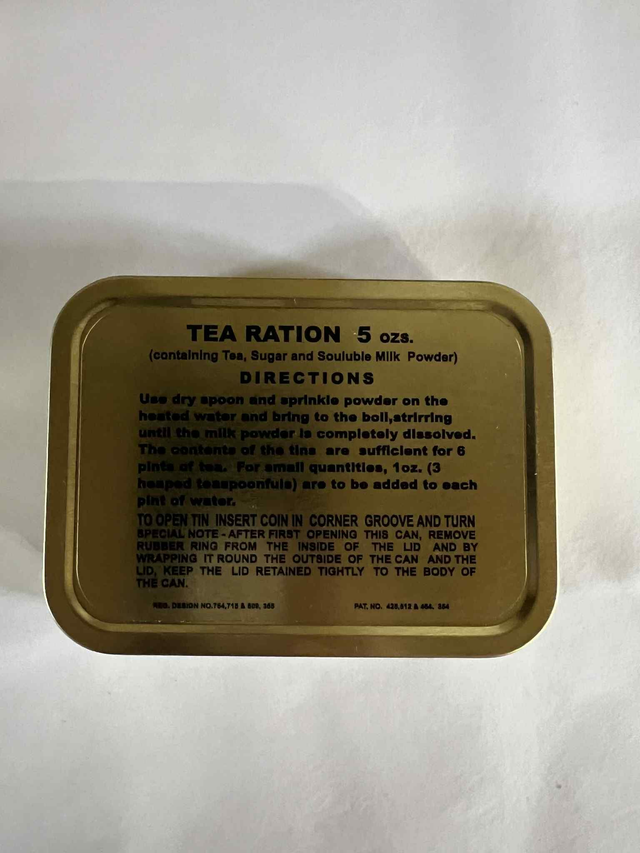 TEA RATION 5 ozs.
(containing Tea, Sugar and Souluble Milk Powder)
DIRECTIONS
Use dry spoon and sprinkle powder on the
heated water and bring to the boil,strirring
until the milk powder is completely dissolved.
The contents of the tins are sufficient for 6
pints of tea. For small quantities, 1oz. (3
heaped teaspoonfuls) are to be added to each
pint of water.
TO OPEN TIN INSERT COIN IN CORNER GROOVE AND TURN
SPECIAL NOTE - AFTER FIRST OPENING THIS CAN, REMOVE
RUBBER RING FROM THE INSIDE OF THE LID AND BY
WRAPPING IT ROUND THE OUTSIDE OF THE CAN AND THE
LID, KEEP THE LID RETAINED TIGHTLY TO THE BODY OF
THE CAN.
REG. DESIGN NO. PAT. NO.